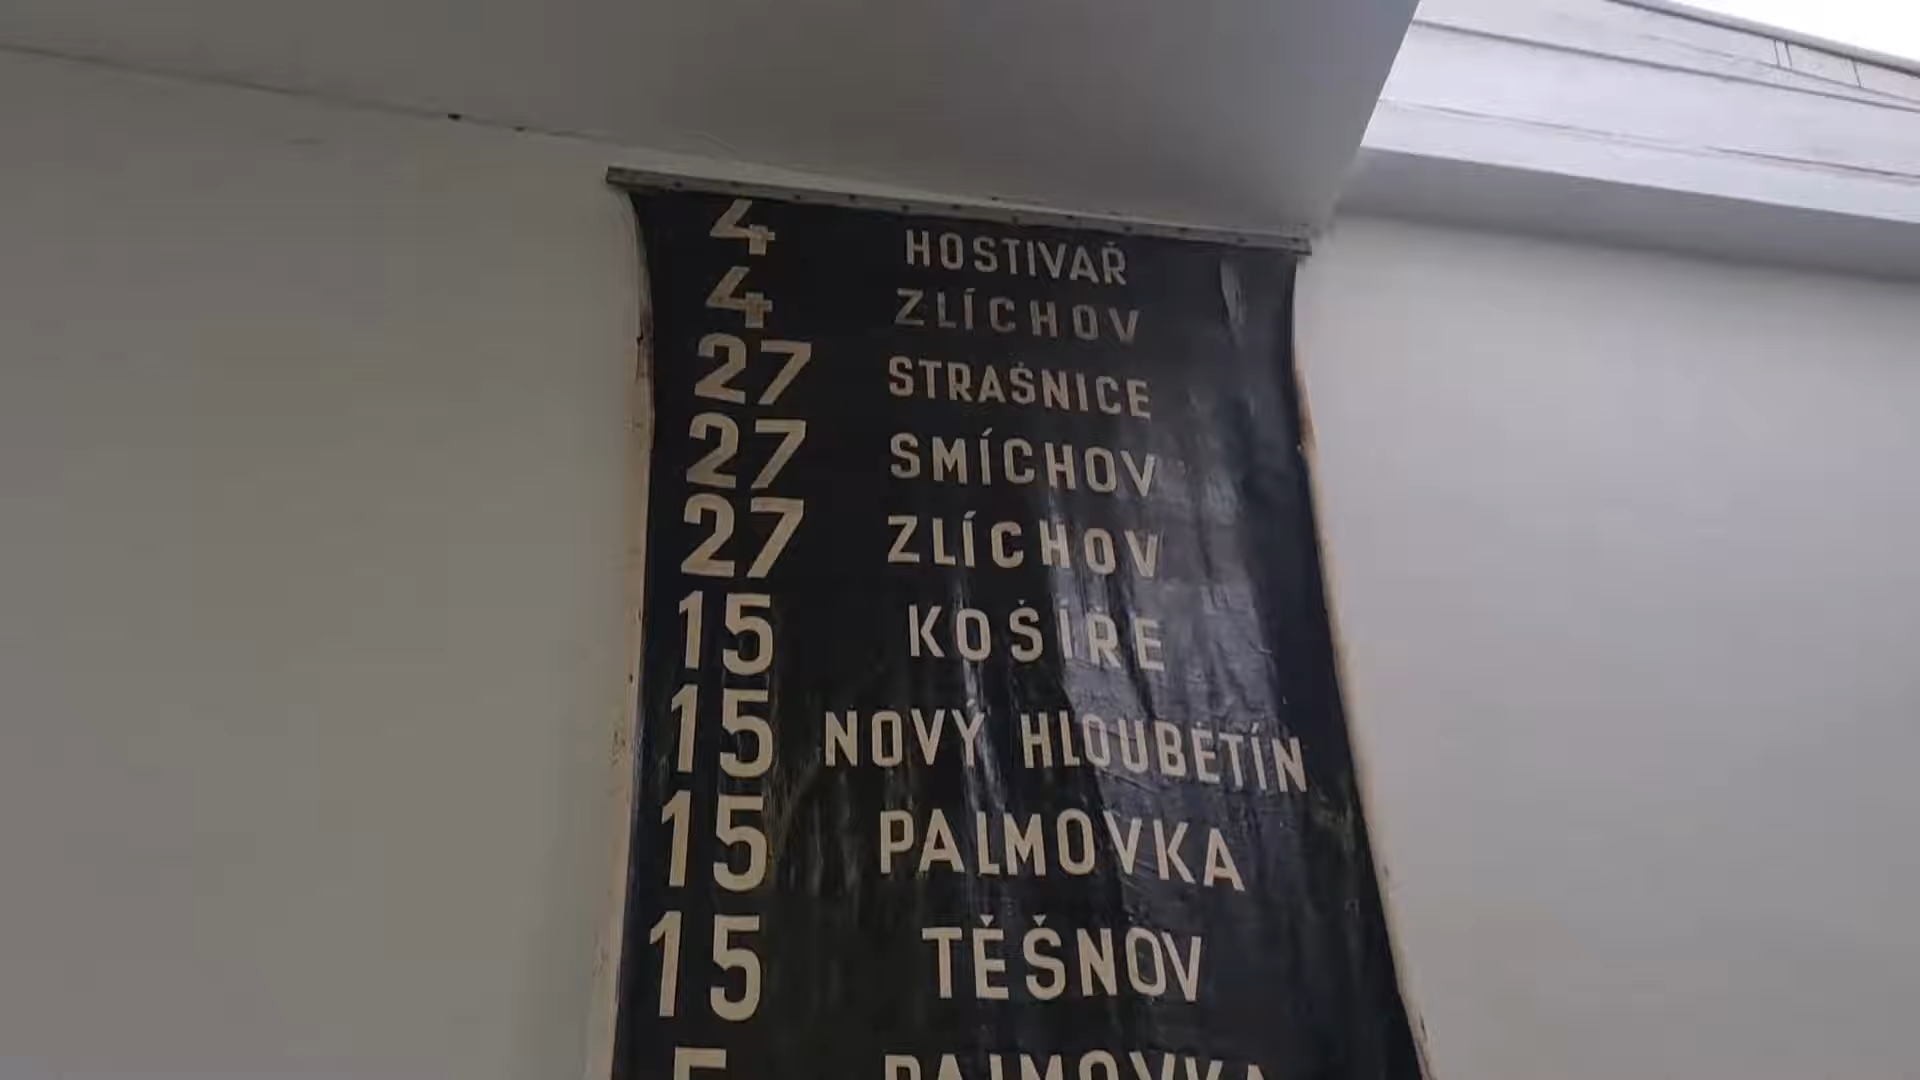 4 HOSTIVAŘ
4 ZLÍCHOV
27 STRAŠNICE
27 SMÍCHOV
27 ZLÍCHOV
15 KOŠÍŘE
15 NOVÝ HLOUBĚTÍN
15 PALMOVKA
15 TĚŠNOV
5 PALMOVKA